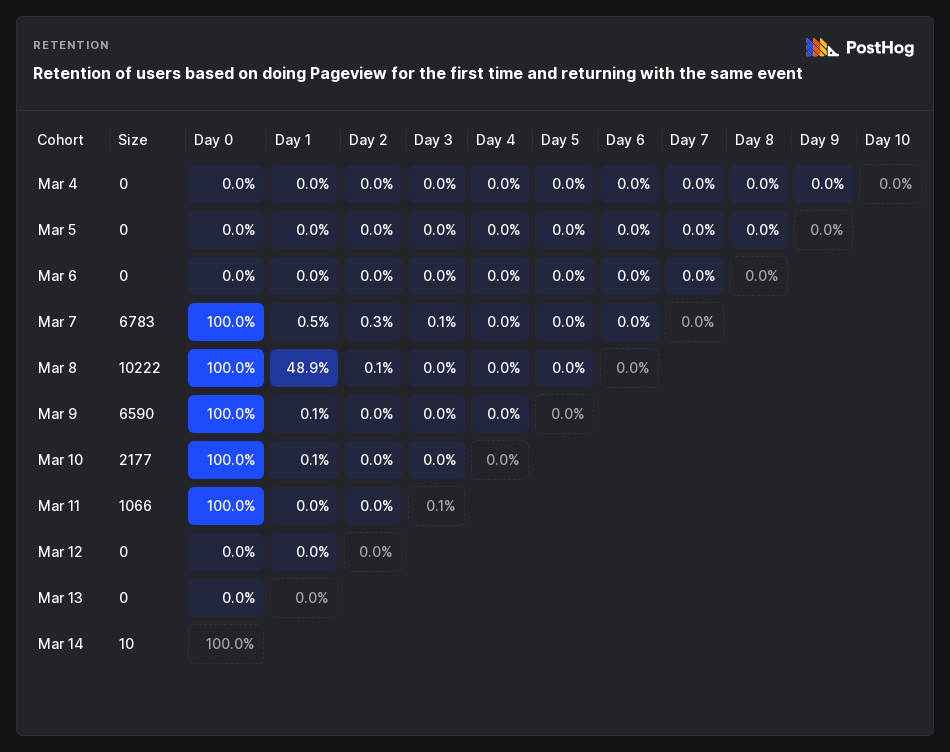 RETENTION
PostHog
Retention of users based on doing Pageview for the first time and returning with the same event
Cohort Size Day 0 Day 1 Day 2 Day 3 Day 4 Day 5 Day 6 Day 7 Day 8 Day 9 Day 10
Mar 4 0 0.0% 0.0% 0.0% 0.0% 0.0% 0.0% 0.0% 0.0% 0.0% 0.0% 0.0%
Mar 5 0 0.0% 0.0% 0.0% 0.0% 0.0% 0.0% 0.0% 0.0% 0.0% 0.0%
Mar 6 0 0.0% 0.0% 0.0% 0.0% 0.0% 0.0% 0.0% 0.0% 0.0%
Mar 7 6783 100.0% 0.5% 0.3% 0.1% 0.0% 0.0% 0.0% 0.0%
Mar 8 10222 100.0% 48.9% 0.1% 0.0% 0.0% 0.0% 0.0%
Mar 9 6590 100.0% 0.1% 0.0% 0.0% 0.0% 0.0%
Mar 10 2177 100.0% 0.1% 0.0% 0.0% 0.0%
Mar 11 1066 100.0% 0.0% 0.0% 0.1%
Mar 12 0 0.0% 0.0% 0.0%
Mar 13 0 0.0% 0.0%
Mar 14 10 100.0%